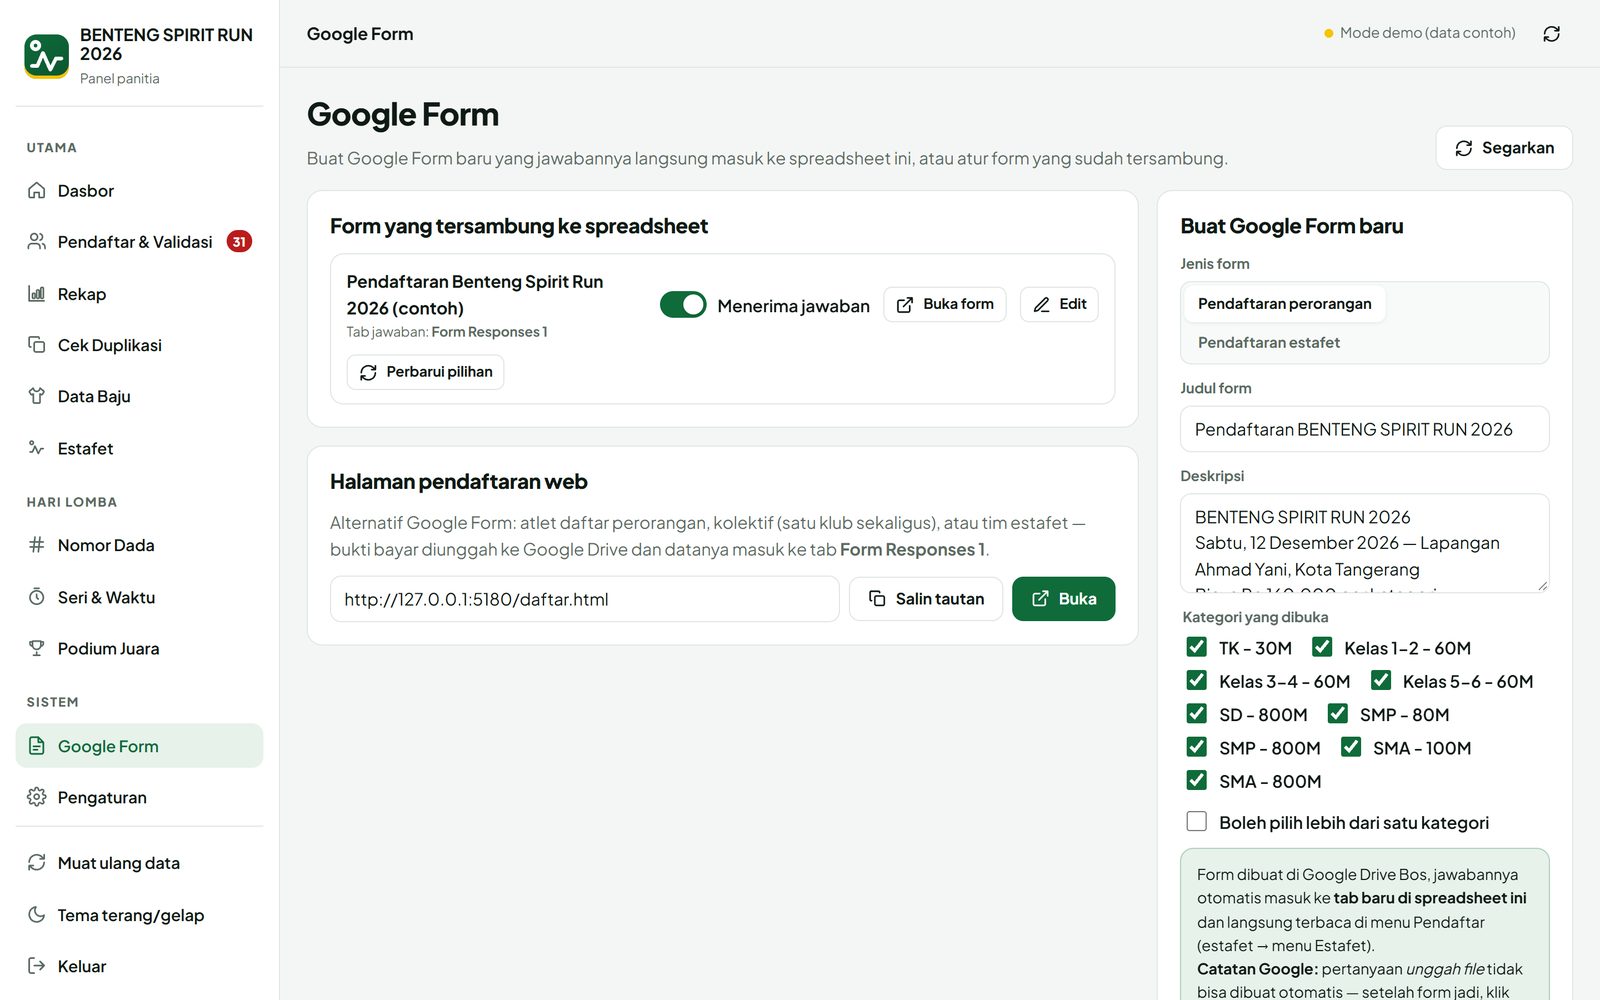 BENTENG SPIRIT RUN
2026
Panel panitia
UTAMA
Dasbor
Pendaftar & Validasi 31
Rekap
Cek Duplikasi
Data Baju
Estafet
HARI LOMBA
Nomor Dada
Seri & Waktu
Podium Juara
SISTEM
Google Form
Pengaturan
Muat ulang data
Tema terang/gelap
Keluar
Google Form
Mode demo (data contoh)
Google Form
Buat Google Form baru yang jawabannya langsung masuk ke spreadsheet ini, atau atur form yang sudah tersambung.
Segarkan
Form yang tersambung ke spreadsheet
Pendaftaran Benteng Spirit Run
2026 (contoh)
Tab jawaban: Form Responses 1
Menerima jawaban
Buka form
Edit
Perbarui pilihan
Halaman pendaftaran web
Alternatif Google Form: atlet daftar perorangan, kolektif (satu klub sekaligus), atau tim estafet —
bukti bayar diunggah ke Google Drive dan datanya masuk ke tab Form Responses 1.
http://127.0.0.1:5180/daftar.html
Salin tautan
Buka
Buat Google Form baru
Jenis form
Pendaftaran perorangan
Pendaftaran estafet
Judul form
Pendaftaran BENTENG SPIRIT RUN 2026
Deskripsi
BENTENG SPIRIT RUN 2026
Sabtu, 12 Desember 2026 — Lapangan
Ahmad Yani, Kota Tangerang
Kategori yang dibuka
TK - 30M Kelas 1–2 - 60M
Kelas 3–4 - 60M Kelas 5–6 - 60M
SD - 800M SMP - 80M
SMP - 800M SMA - 100M
SMA - 800M
Boleh pilih lebih dari satu kategori
Form dibuat di Google Drive Bos, jawabannya
otomatis masuk ke tab baru di spreadsheet ini
dan langsung terbaca di menu Pendaftar
(estafet → menu Estafet).
Catatan Google: pertanyaan unggah file tidak
bisa dibuat otomatis — setelah form jadi, klik